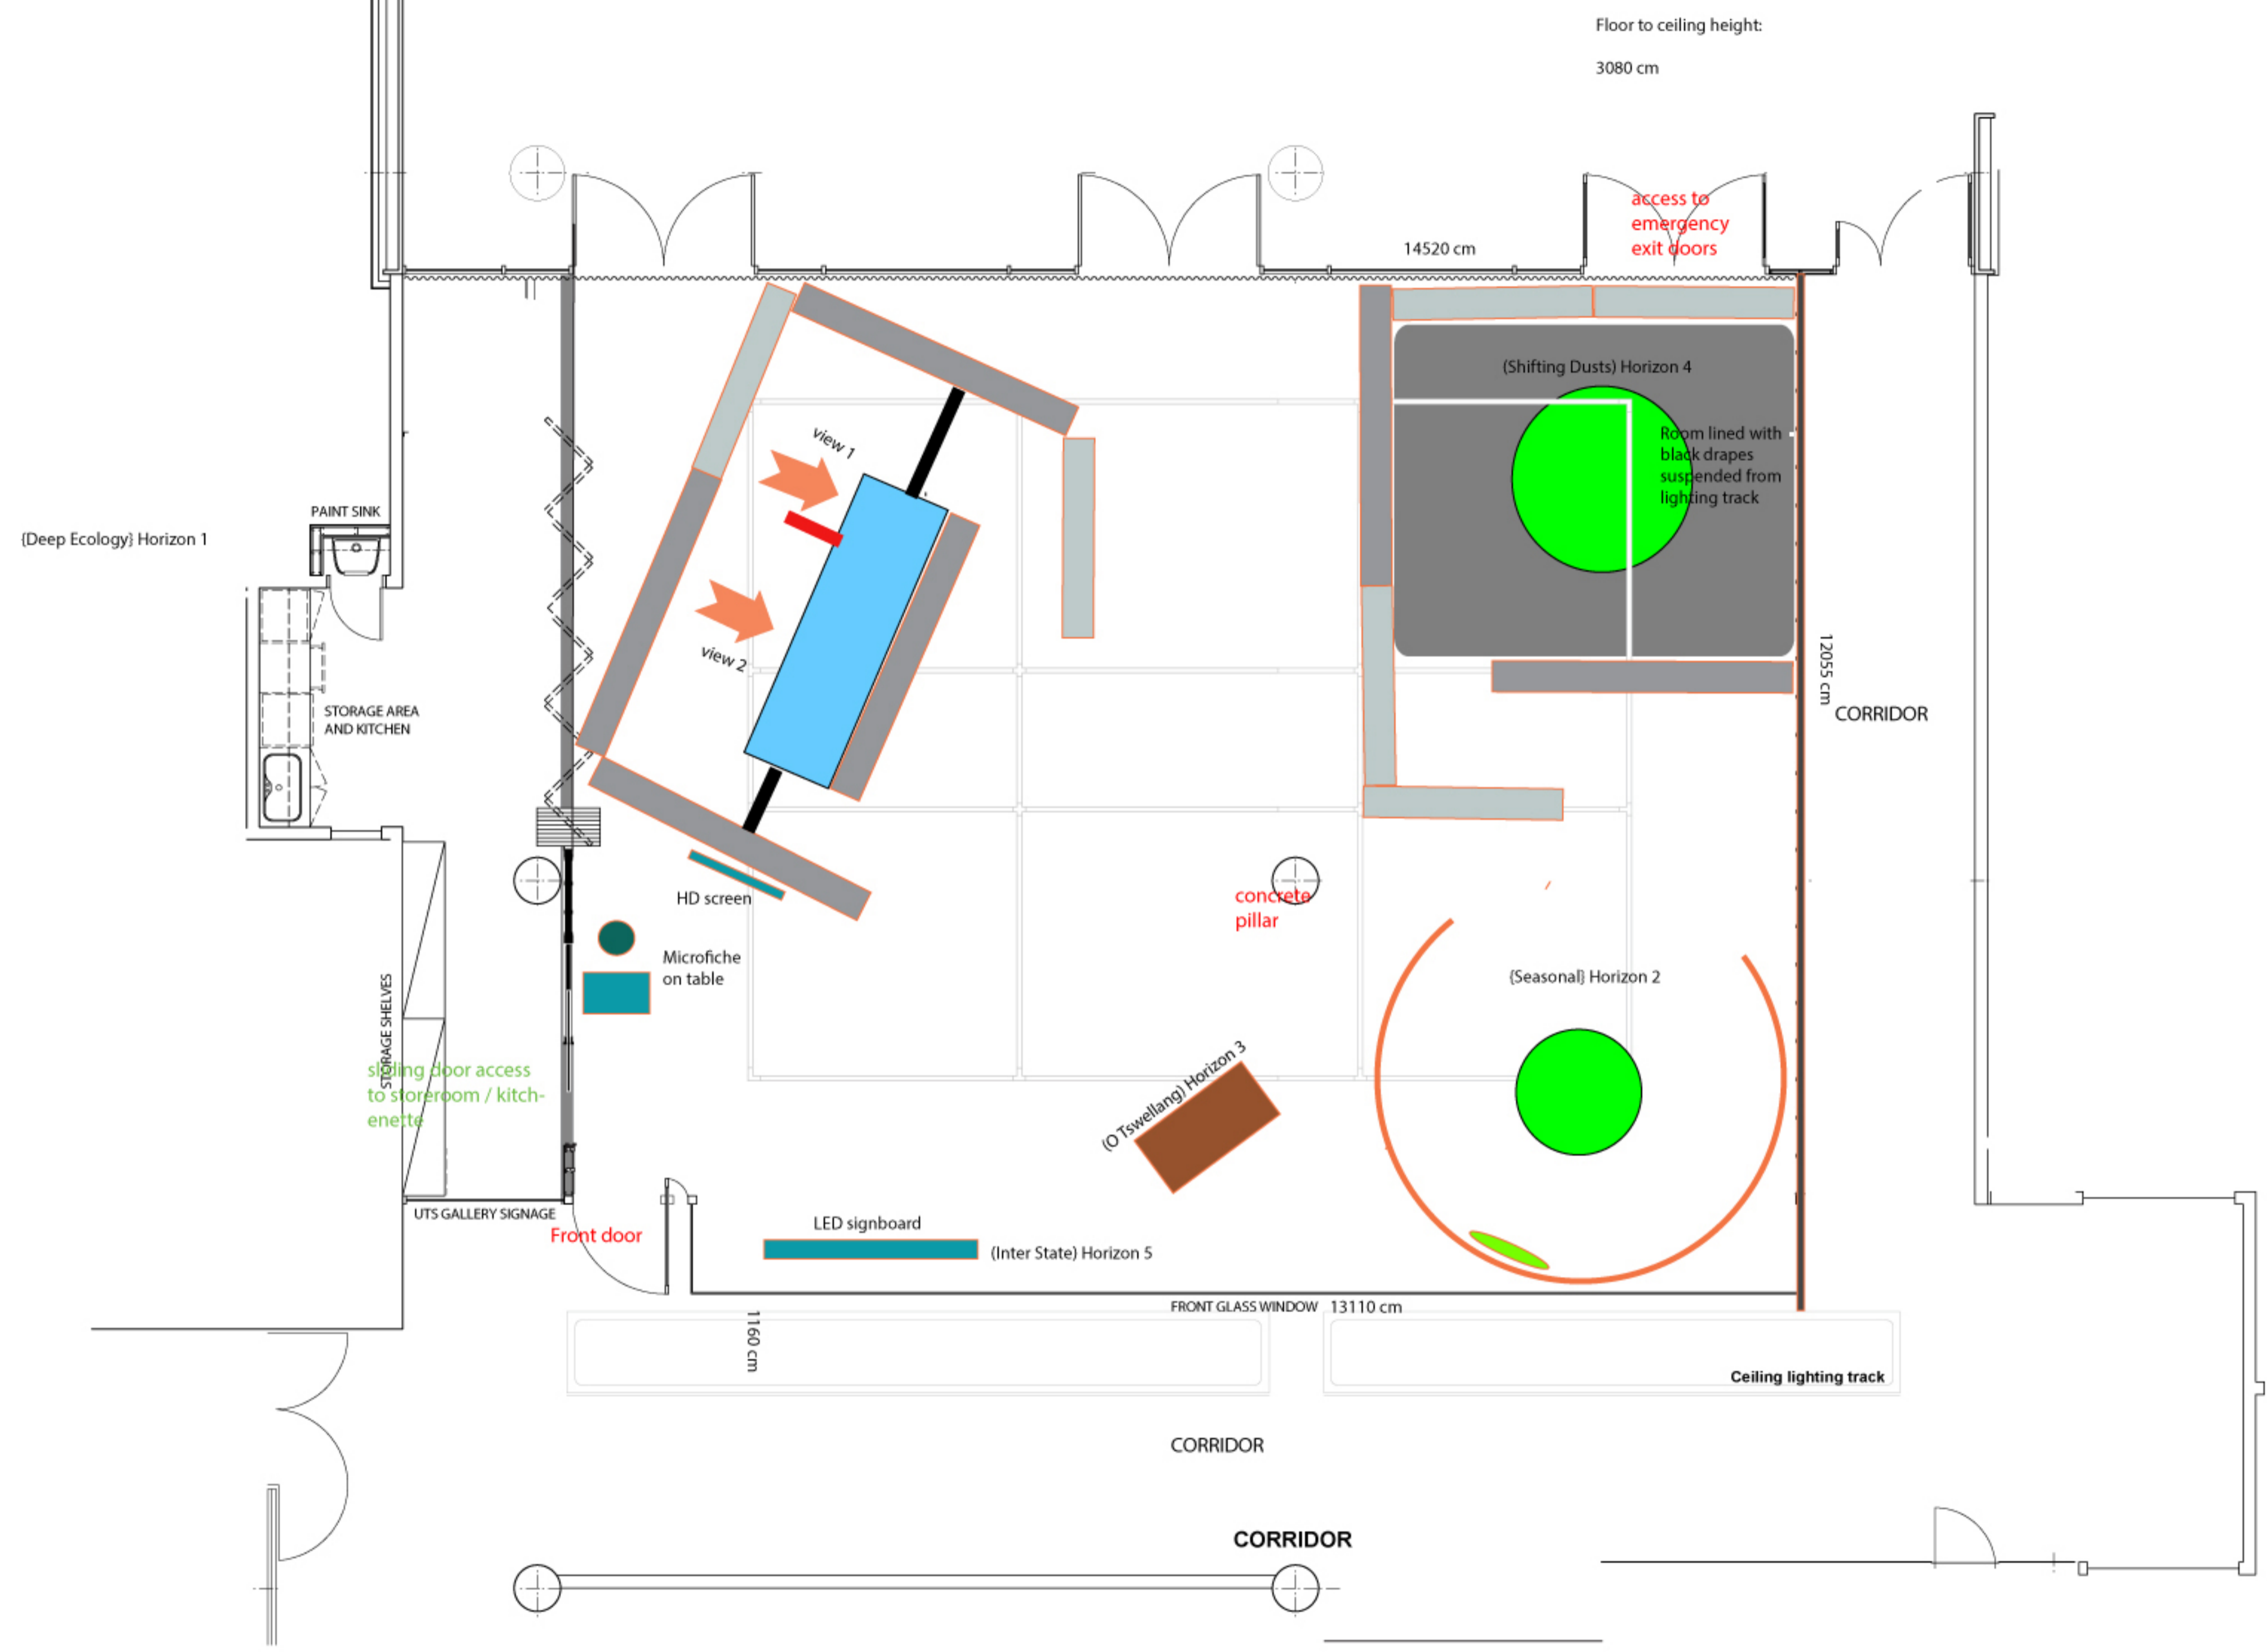 Floor to ceiling height:
3080 cm
access to
emergency
exit doors
14520 cm
(Shifting Dusts) Horizon 4
Room lined with
black drapes
suspended from
lighting track
view 1
view 2
PAINT SINK
{Deep Ecology} Horizon 1
STORAGE AREA
AND KITCHEN
12055 cm
CORRIDOR
HD screen
concrete
pillar
Microfiche
on table
{Seasonal} Horizon 2
STORAGE SHELVES
sliding door access
to storeroom / kitch-
enette
(O Tswellang) Horizon 3
UTS GALLERY SIGNAGE
Front door
LED signboard
(Inter State) Horizon 5
FRONT GLASS WINDOW 13110 cm
1160 cm
Ceiling lighting track
CORRIDOR
CORRIDOR